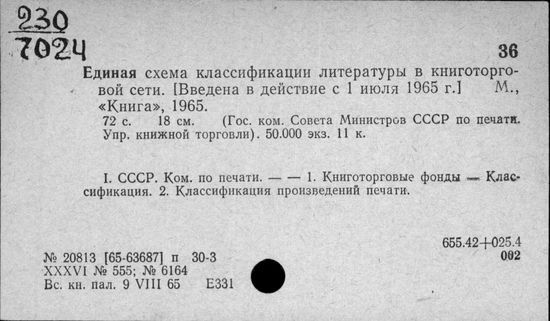 230
7024
36
Единая схема классификации литературы в книготорго-
вой сети. [Введена в действие с 1 июля 1965 г.] М.,
«Книга», 1965.
72 с. 18 см. (Гос. ком. Совета Министров СССР по печати.
Упр. книжной торговли). 50.000 экз. 11 к.
I. СССР. Ком. по печати. — — 1. Книготорговые фонды — Клас-
сификация. 2. Классификация произведений печати.
655.42+025.4
№ 20813 [65-63687] п 30-3
002
XXXVI № 555; № 6164
Вс. кн. пал. 9 VIII 65 Е331